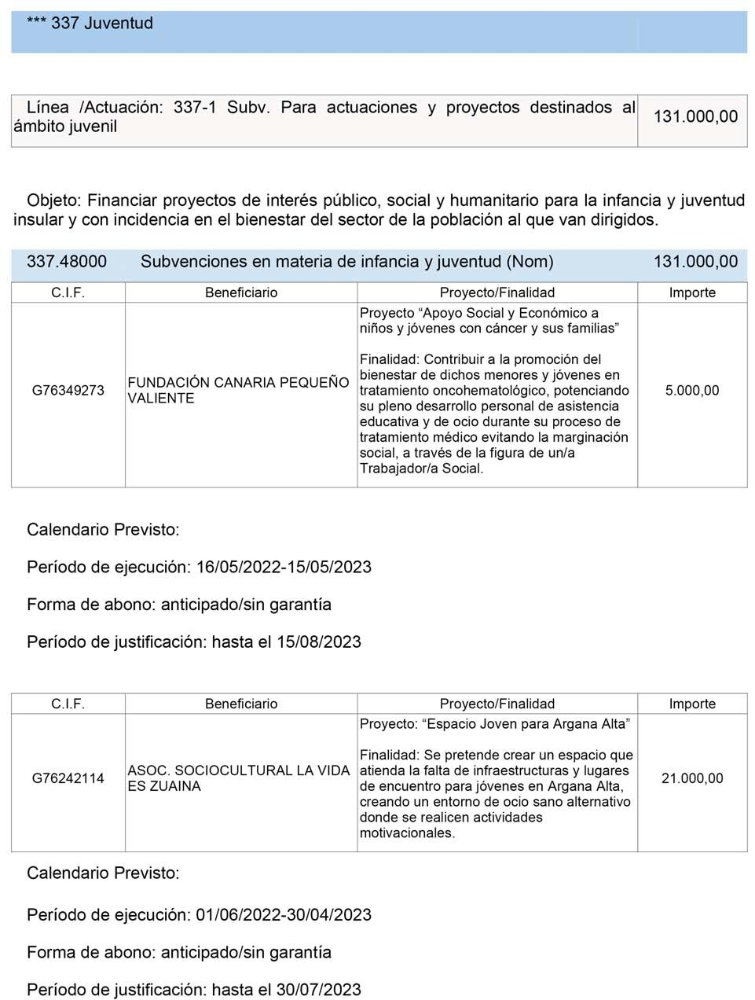 *** 337 Juventud
Línea /Actuación: 337-1 Subv. Para actuaciones y proyectos destinados al
ámbito juvenil
131.000,00
Objeto: Financiar proyectos de interés público, social y humanitario para la infancia y juventud
insular y con incidencia en el bienestar del sector de la población al que van dirigidos.
337.48000 Subvenciones en materia de infancia y juventud (Nom) 131.000,00
C.I.F. Beneficiario Proyecto/Finalidad Importe
G76349273
FUNDACIÓN CANARIA PEQUEÑO
VALIENTE
Proyecto “Apoyo Social y Económico a
niños y jóvenes con cáncer y sus familias”
Finalidad: Contribuir a la promoción del
bienestar de dichos menores y jóvenes en
tratamiento oncohematológico, potenciando
su pleno desarrollo personal de asistencia
educativa y de ocio durante su proceso de
tratamiento médico evitando la marginación
social, a través de la figura de un/a
Trabajador/a Social.
5.000,00
Calendario Previsto:
Período de ejecución: 16/05/2022-15/05/2023
Forma de abono: anticipado/sin garantía
Período de justificación: hasta el 15/08/2023
C.I.F. Beneficiario Proyecto/Finalidad Importe
G76242114
ASOC. SOCIOCULTURAL LA VIDA
ES ZUAINA
Proyecto: “Espacio Joven para Argana Alta”
Finalidad: Se pretende crear un espacio que
atienda la falta de infraestructuras y lugares
de encuentro para jóvenes en Argana Alta,
creando un entorno de ocio sano alternativo
donde se realicen actividades
motivacionales.
21.000,00
Calendario Previsto:
Período de ejecución: 01/06/2022-30/04/2023
Forma de abono: anticipado/sin garantía
Período de justificación: hasta el 30/07/2023